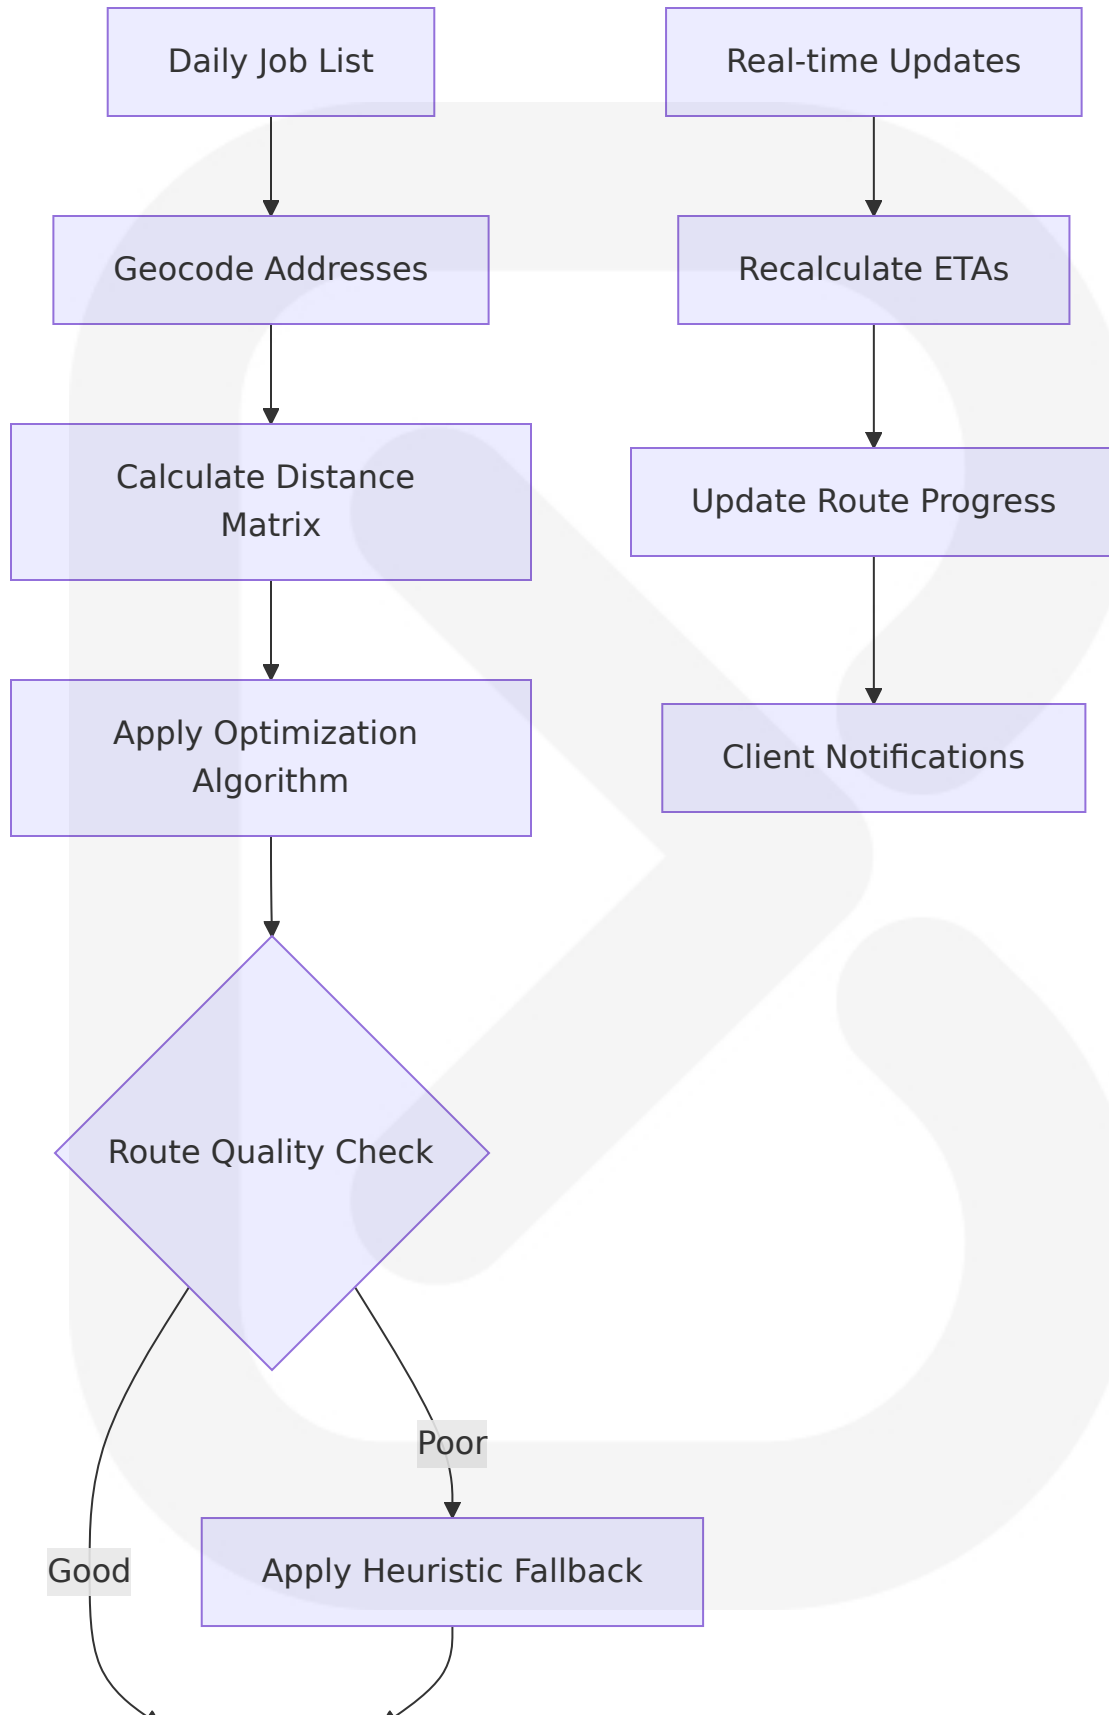 Daily Job List
Real-time Updates
Geocode Addresses
Recalculate ETAs
Calculate Distance
Matrix
Update Route Progress
Apply Optimization
Algorithm
Client Notifications
Route Quality Check
Poor
Good
Apply Heuristic Fallback